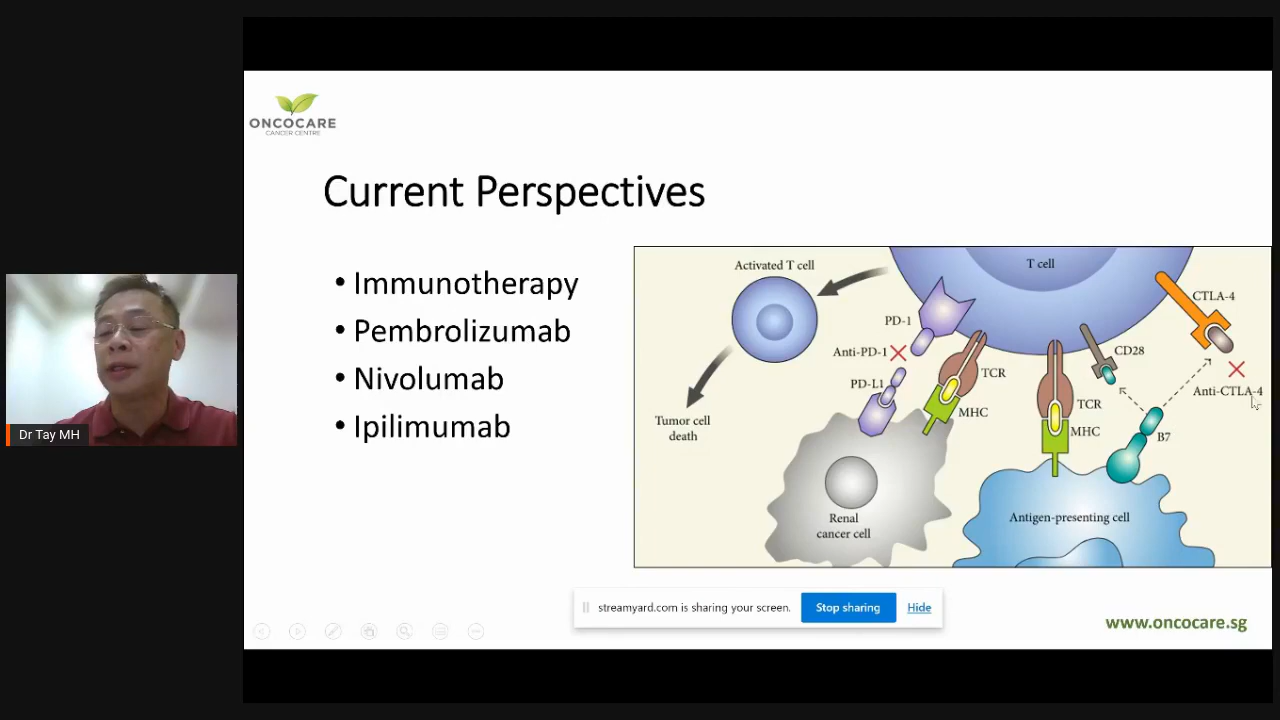 ONCOCARE
CANCER CENTRE
Current Perspectives
• Immunotherapy
• Pembrolizumab
• Nivolumab
• Ipilimumab
Activated T cell
T cell
CTLA-4
PD-1
Anti-PD-1
CD28
PD-L1
TCR
Anti-CTLA-4
MHC
TCR
Tumor cell
death
MHC
B7
Renal
cancer cell
Antigen-presenting cell
Dr Tay MH
streamyard.com is sharing your screen.
Stop sharing
Hide
www.oncocare.sg